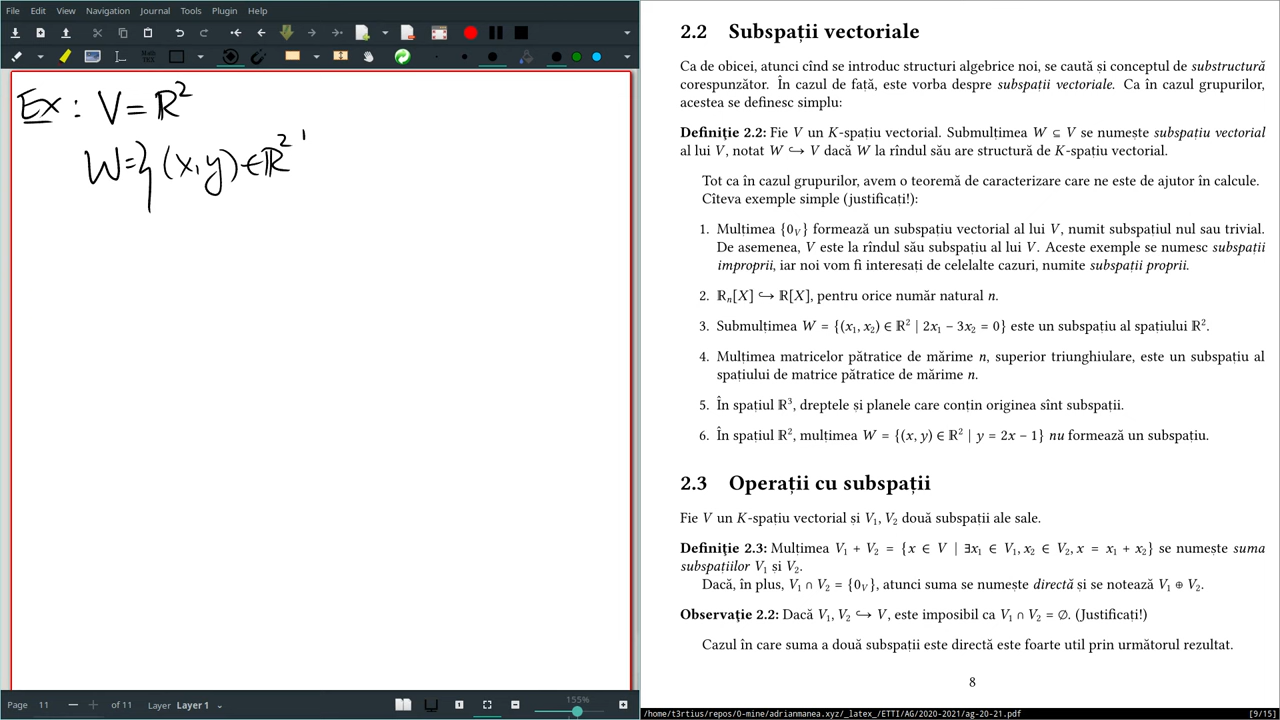 File Edit View Journal Tools Plugin Help
Math
TEX
Ex : V = ℝ²
W={ (x,y) ∈ ℝ²
Page 11 of 11 Layer Layer 1
155%
2.2 Subspații vectoriale
Ca de obicei, atunci cînd se introduc structuri algebrice noi, se caută și conceptul de substructură
corespunzător. În cazul de față, este vorba despre subspații vectoriale. Ca în cazul grupurilor,
acestea se definesc simplu:
Definiție 2.2: Fie V un K-spațiu vectorial. Submultimea W ⊆ V se numește subspatiu vectorial
al lui V, notat W ↪ V dacă W la rîndul său are structură de K-spațiu vectorial.
Tot ca în cazul grupurilor, avem o teoremă de caracterizare care ne este de ajutor în calcule.
Cîteva exemple simple (justificați!):
1. Mulțimea {0_V} formează un subspațiu vectorial al lui V, numit subspațiul nul sau trivial.
De asemenea, V este la rîndul său subspațiu al lui V. Aceste exemple se numesc subspații
improprii, iar noi vom fi interesați de celelalte cazuri, numite subspații proprii.
2. ℝₙ[X] ↪ ℝ[X], pentru orice număr natural n.
3. Submulțimea W = {(x₁, x₂) ∈ ℝ² | 2x₁ − 3x₂ = 0} este un subspațiu al spațiului ℝ².
4. Mulțimea matricelor pătratice de mărime n, superior triunghiulare, este un subspațiu al
spațiului de matrice pătratice de mărime n.
5. În spațiul ℝ³, dreptele și planele care conțin originea sînt subspații.
6. În spațiul ℝ², mulțimea W = {(x, y) ∈ ℝ² | y = 2x − 1} nu formează un subspațiu.
2.3 Operații cu subspații
Fie V un K-spațiu vectorial și V₁, V₂ două subspații ale sale.
Definiție 2.3: Mulțimea V₁ + V₂ = {x ∈ V | ∃x₁ ∈ V₁, x₂ ∈ V₂, x = x₁ + x₂} se numește suma
subspațiilor V₁ și V₂.
Dacă, în plus, V₁ ∩ V₂ = {0_V}, atunci suma se numește directă și se notează V₁ ⊕ V₂.
Observație 2.2: Dacă V₁, V₂ ↪ V, este imposibil ca V₁ ∩ V₂ = ∅. (Justificați!)
Cazul în care suma a două subspații este directă este foarte util prin următorul rezultat.
8
/home/t3rtius/repos/0-mine/adrianmanea.xyz/_latex_/ETTI/AG/2020-2021/ag-20-21.pdf [9/15]